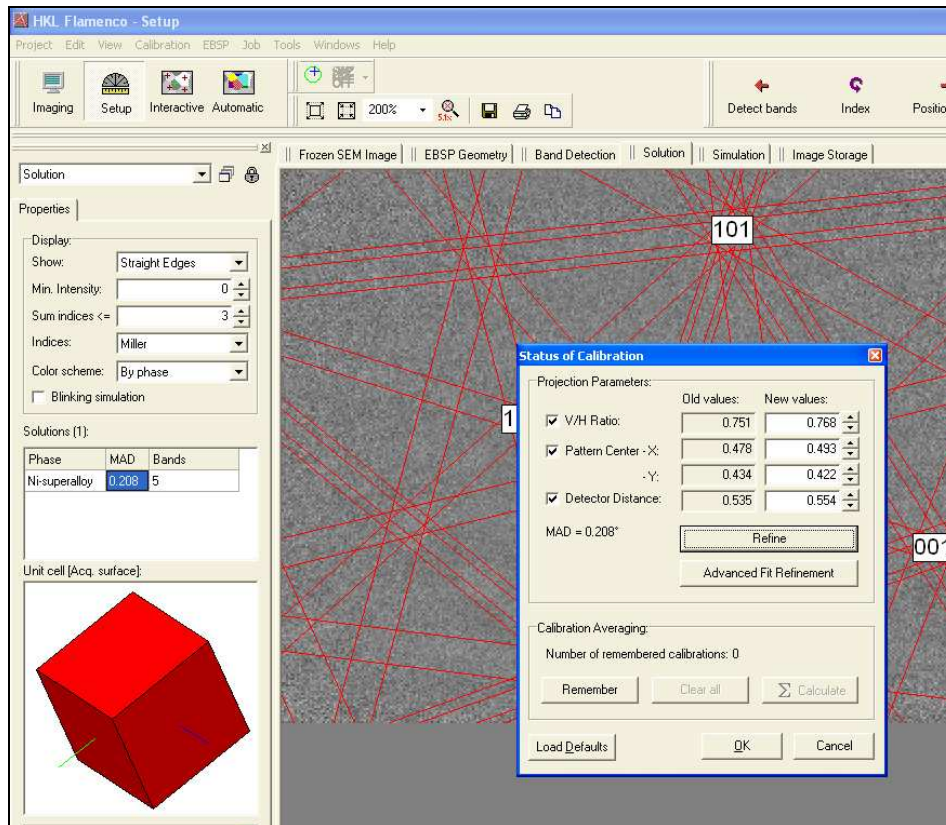 HKL Flamenco - Setup
Project Edit View Calibration EBSP Job Tools Windows Help
Imaging Setup Interactive Automatic
200%
5.1x
Detect bands Index Position
Frozen SEM Image EBSP Geometry Band Detection Solution Simulation Image Storage
Solution
Properties
Display:
Show: Straight Edges
Min. Intensity: 0
Sum indices <= 3
Indices: Miller
Color scheme: By phase
Blinking simulation
Solutions (1):
Phase MAD Bands
Ni-superalloy 0.208 5
Unit cell [Acq. surface]:
101
1
001
Status of Calibration
Projection Parameters:
Old values: New values:
V/H Ratio: 0.751 0.768
Pattern Center - X: 0.478 0.493
- Y: 0.434 0.422
Detector Distance: 0.535 0.554
MAD = 0.208° Refine
Advanced Fit Refinement
Calibration Averaging:
Number of remembered calibrations: 0
Remember Clear all Σ Calculate
Load Defaults OK Cancel